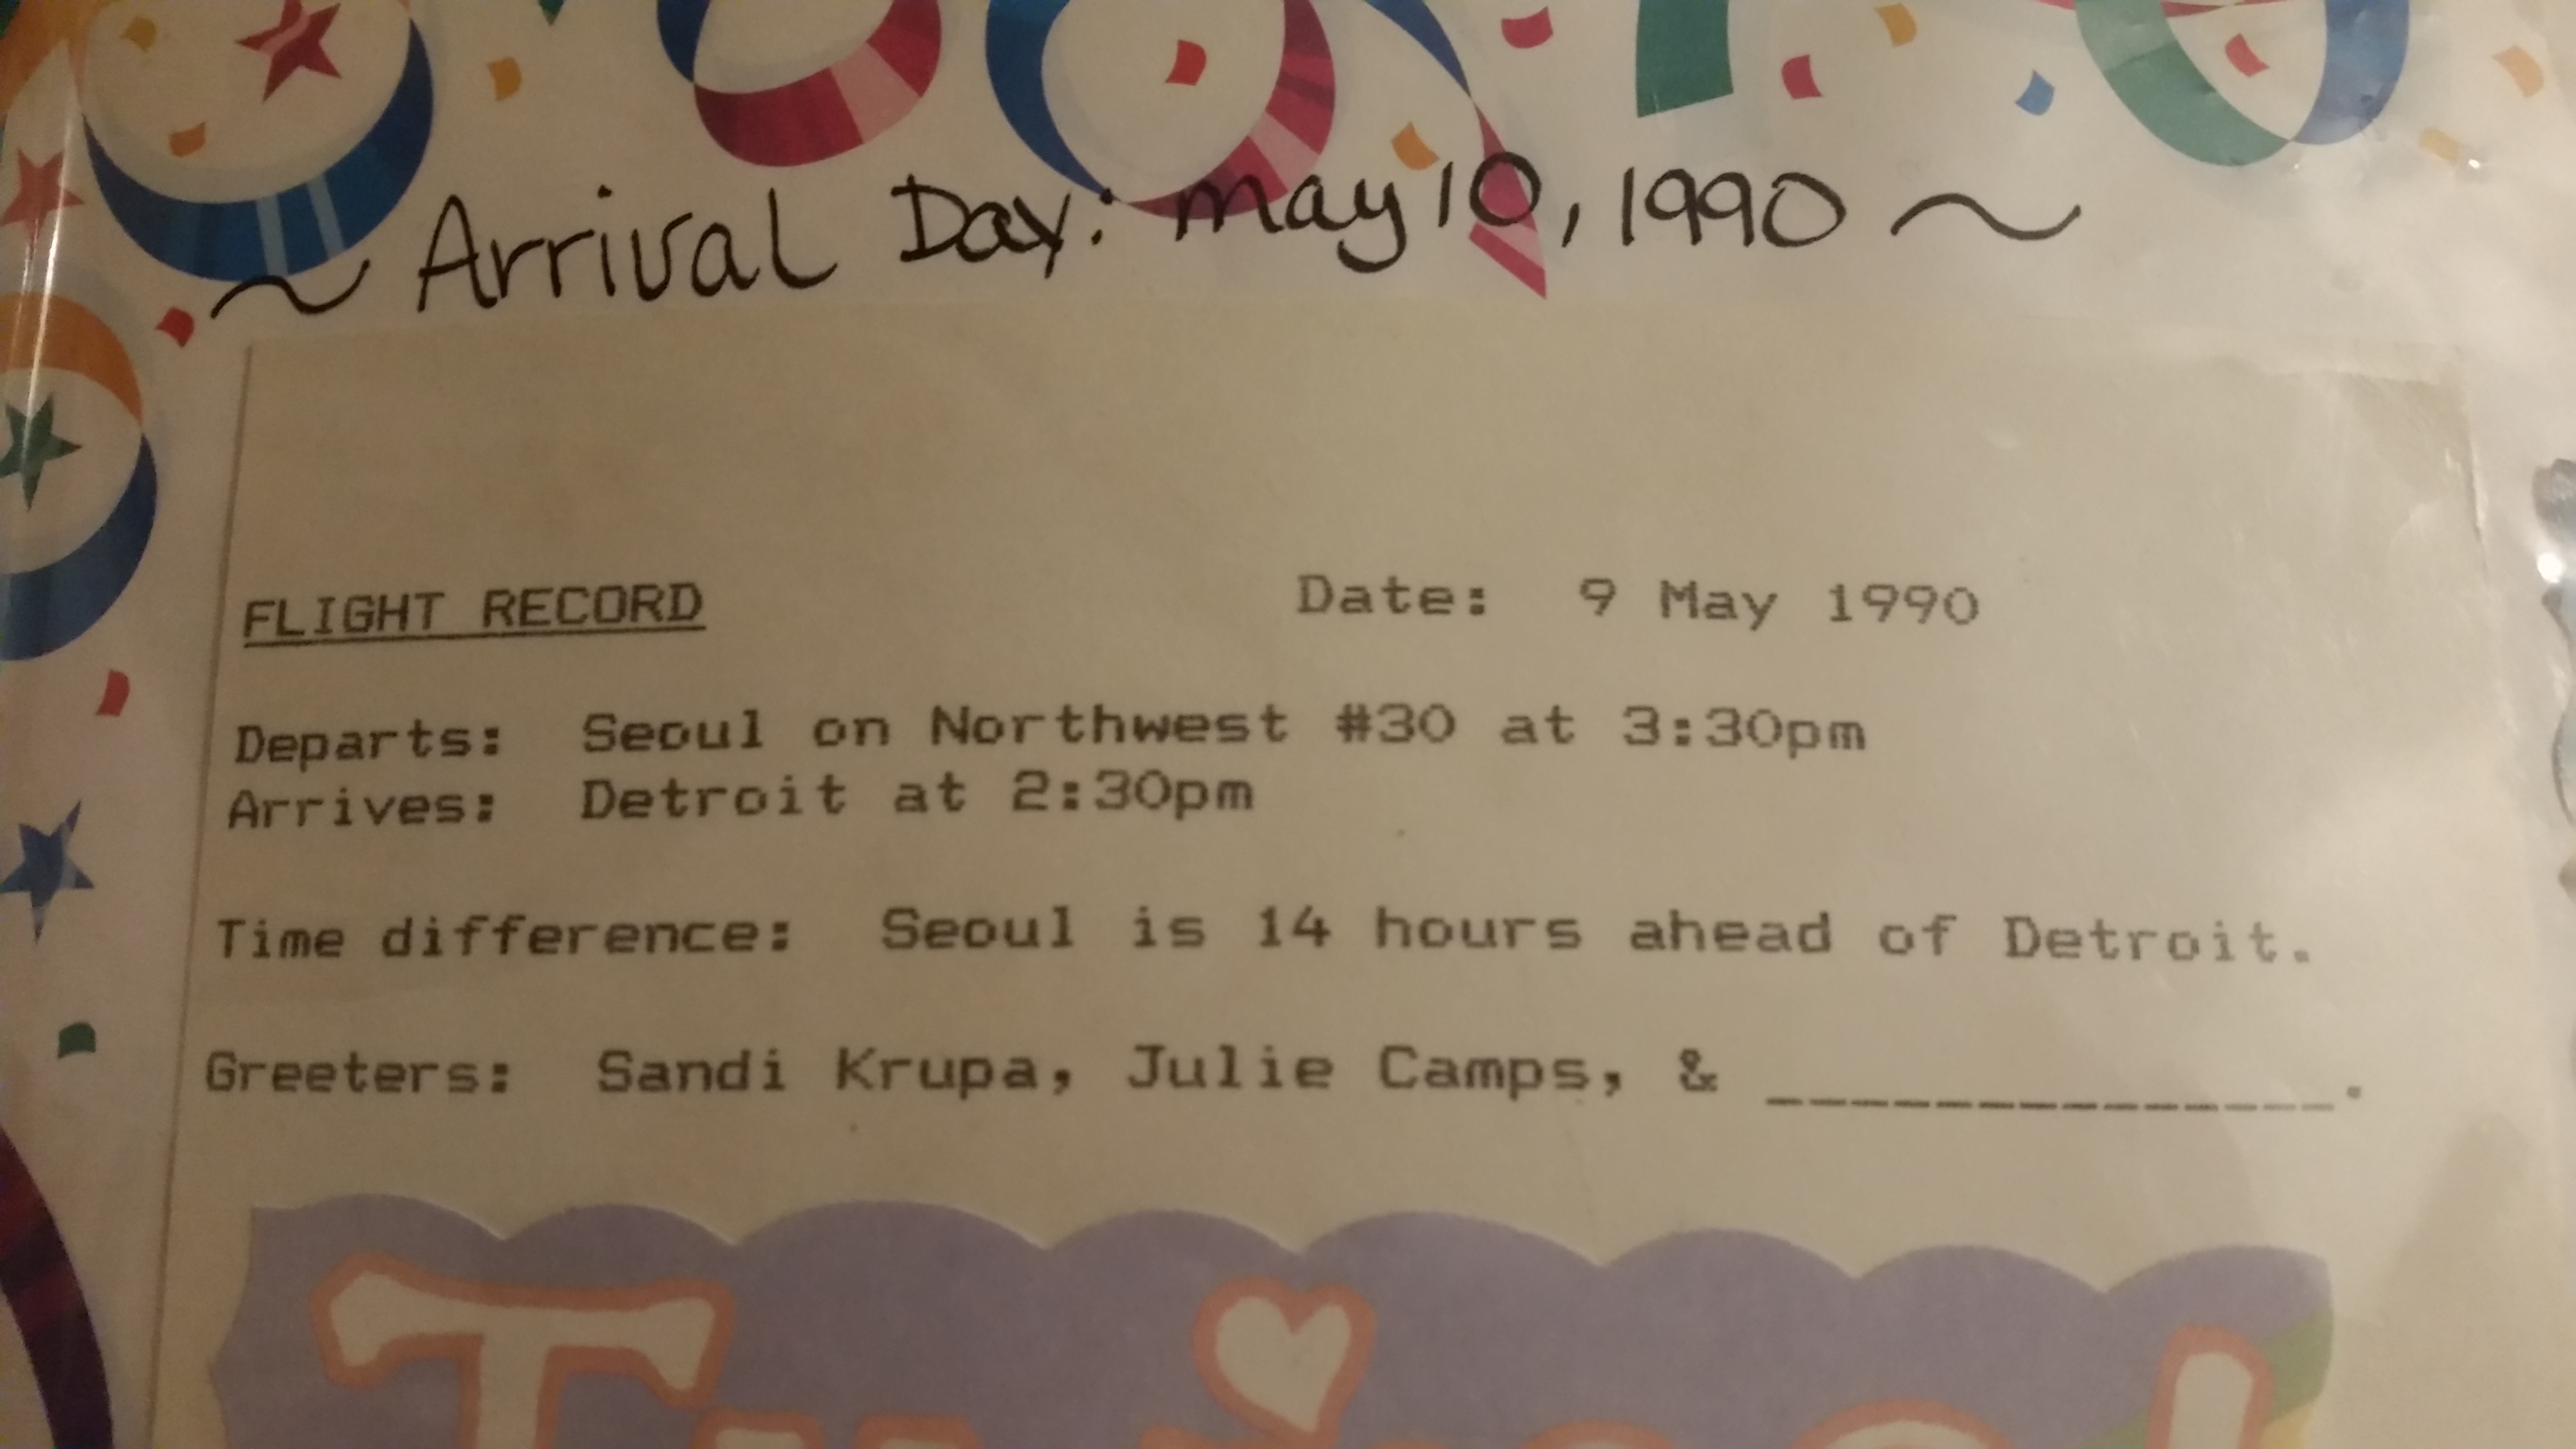 ~ Arrival Day: May 10, 1990 ~
FLIGHT RECORD Date: 9 May 1990
Departs: Seoul on Northwest #30 at 3:30pm
Arrives: Detroit at 2:30pm
Time difference: Seoul is 14 hours ahead of Detroit.
Greeters: Sandi Krupa, Julie Camps, & ______________.